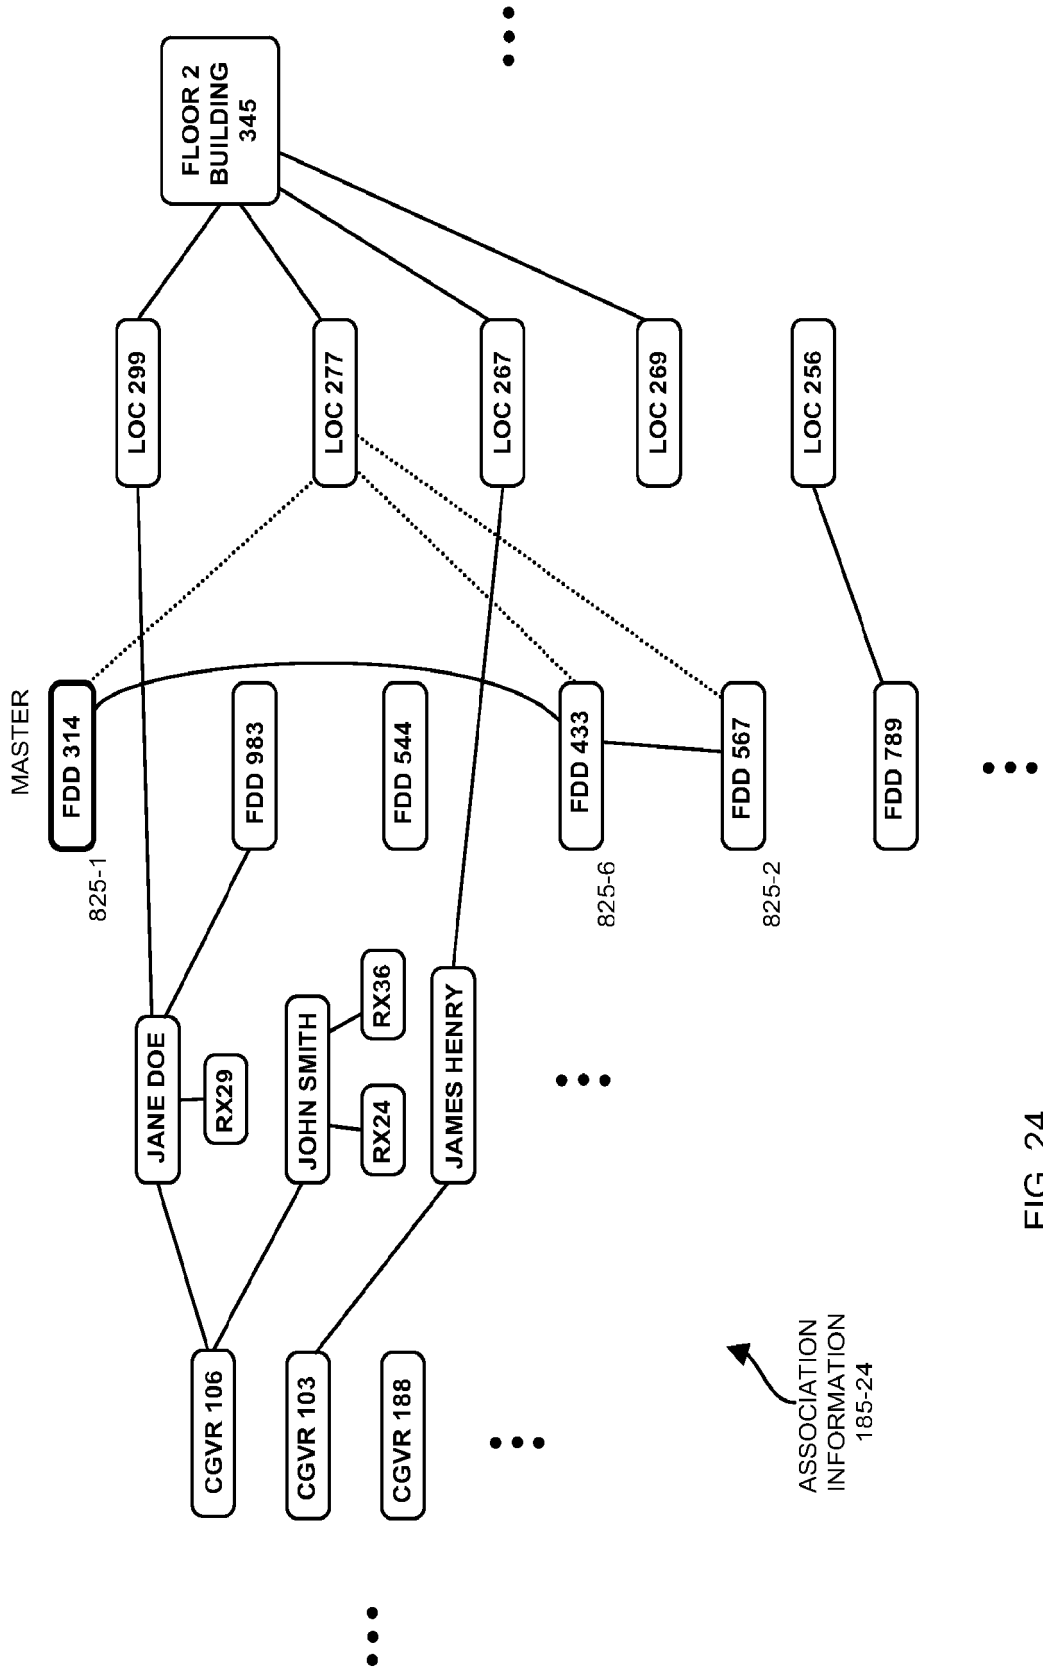 MASTER
FDD 314
825-1
FDD 983
FDD 544
FDD 433
825-6
FDD 567
825-2
FDD 789
CGVR 106
CGVR 103
CGVR 188
JANE DOE
RX29
JOHN SMITH
RX24
RX36
JAMES HENRY
LOC 299
LOC 277
LOC 267
LOC 269
LOC 256
FLOOR 2
BUILDING
345
ASSOCIATION
INFORMATION
185-24
FIG. 24